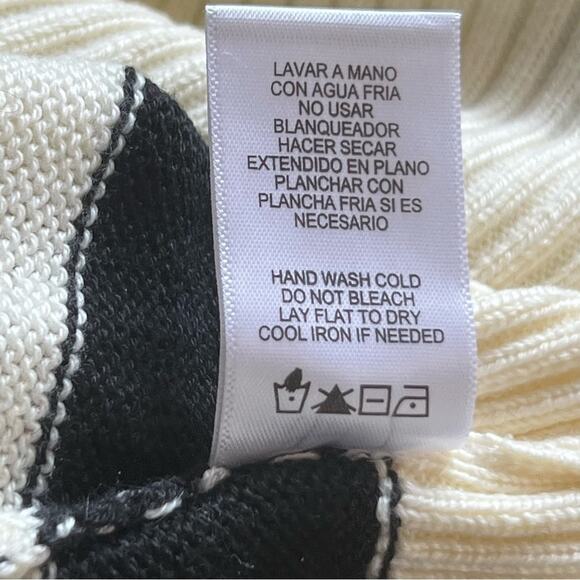 LAVAR A MANO
CON AGUA FRIA
NO USAR
BLANQUEADOR
HACER SECAR
EXTENDIDO EN PLANO
PLANCHAR CON
PLANCHA FRIA SI ES
NECESARIO
HAND WASH COLD
DO NOT BLEACH
LAY FLAT TO DRY
COOL IRON IF NEEDED